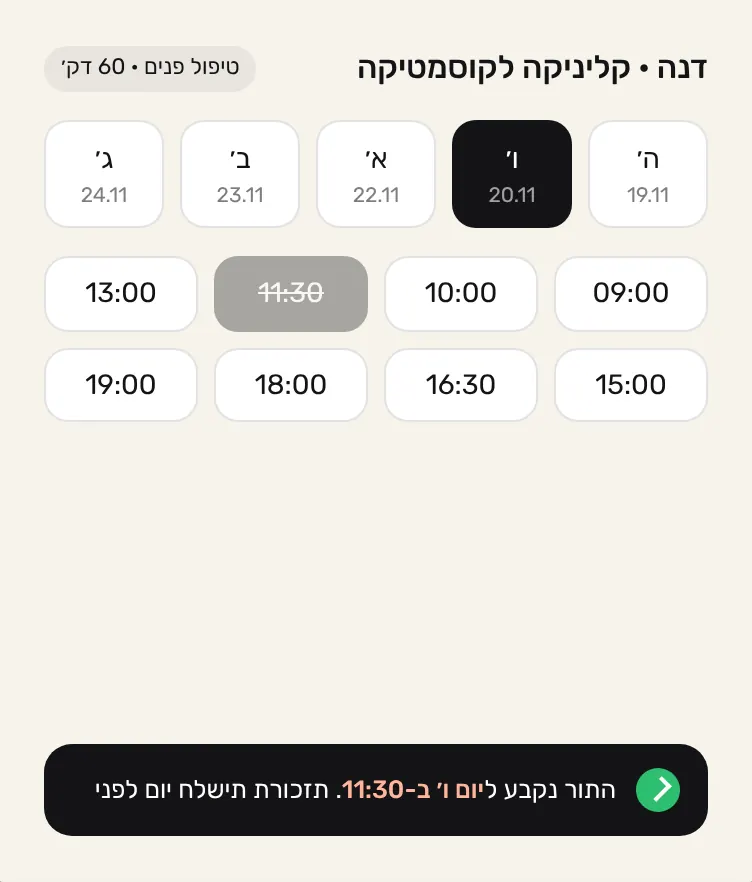 דנה • קליניקה לקוסמטיקה
טיפול פנים • 60 דק׳
ה׳ ו׳ א׳ ב׳ ג׳
19.11 20.11 22.11 23.11 24.11
09:00 10:00 11:30 13:00
15:00 16:30 18:00 19:00
התור נקבע ליום ו׳ ב-11:30. תזכורת תישלח יום לפני